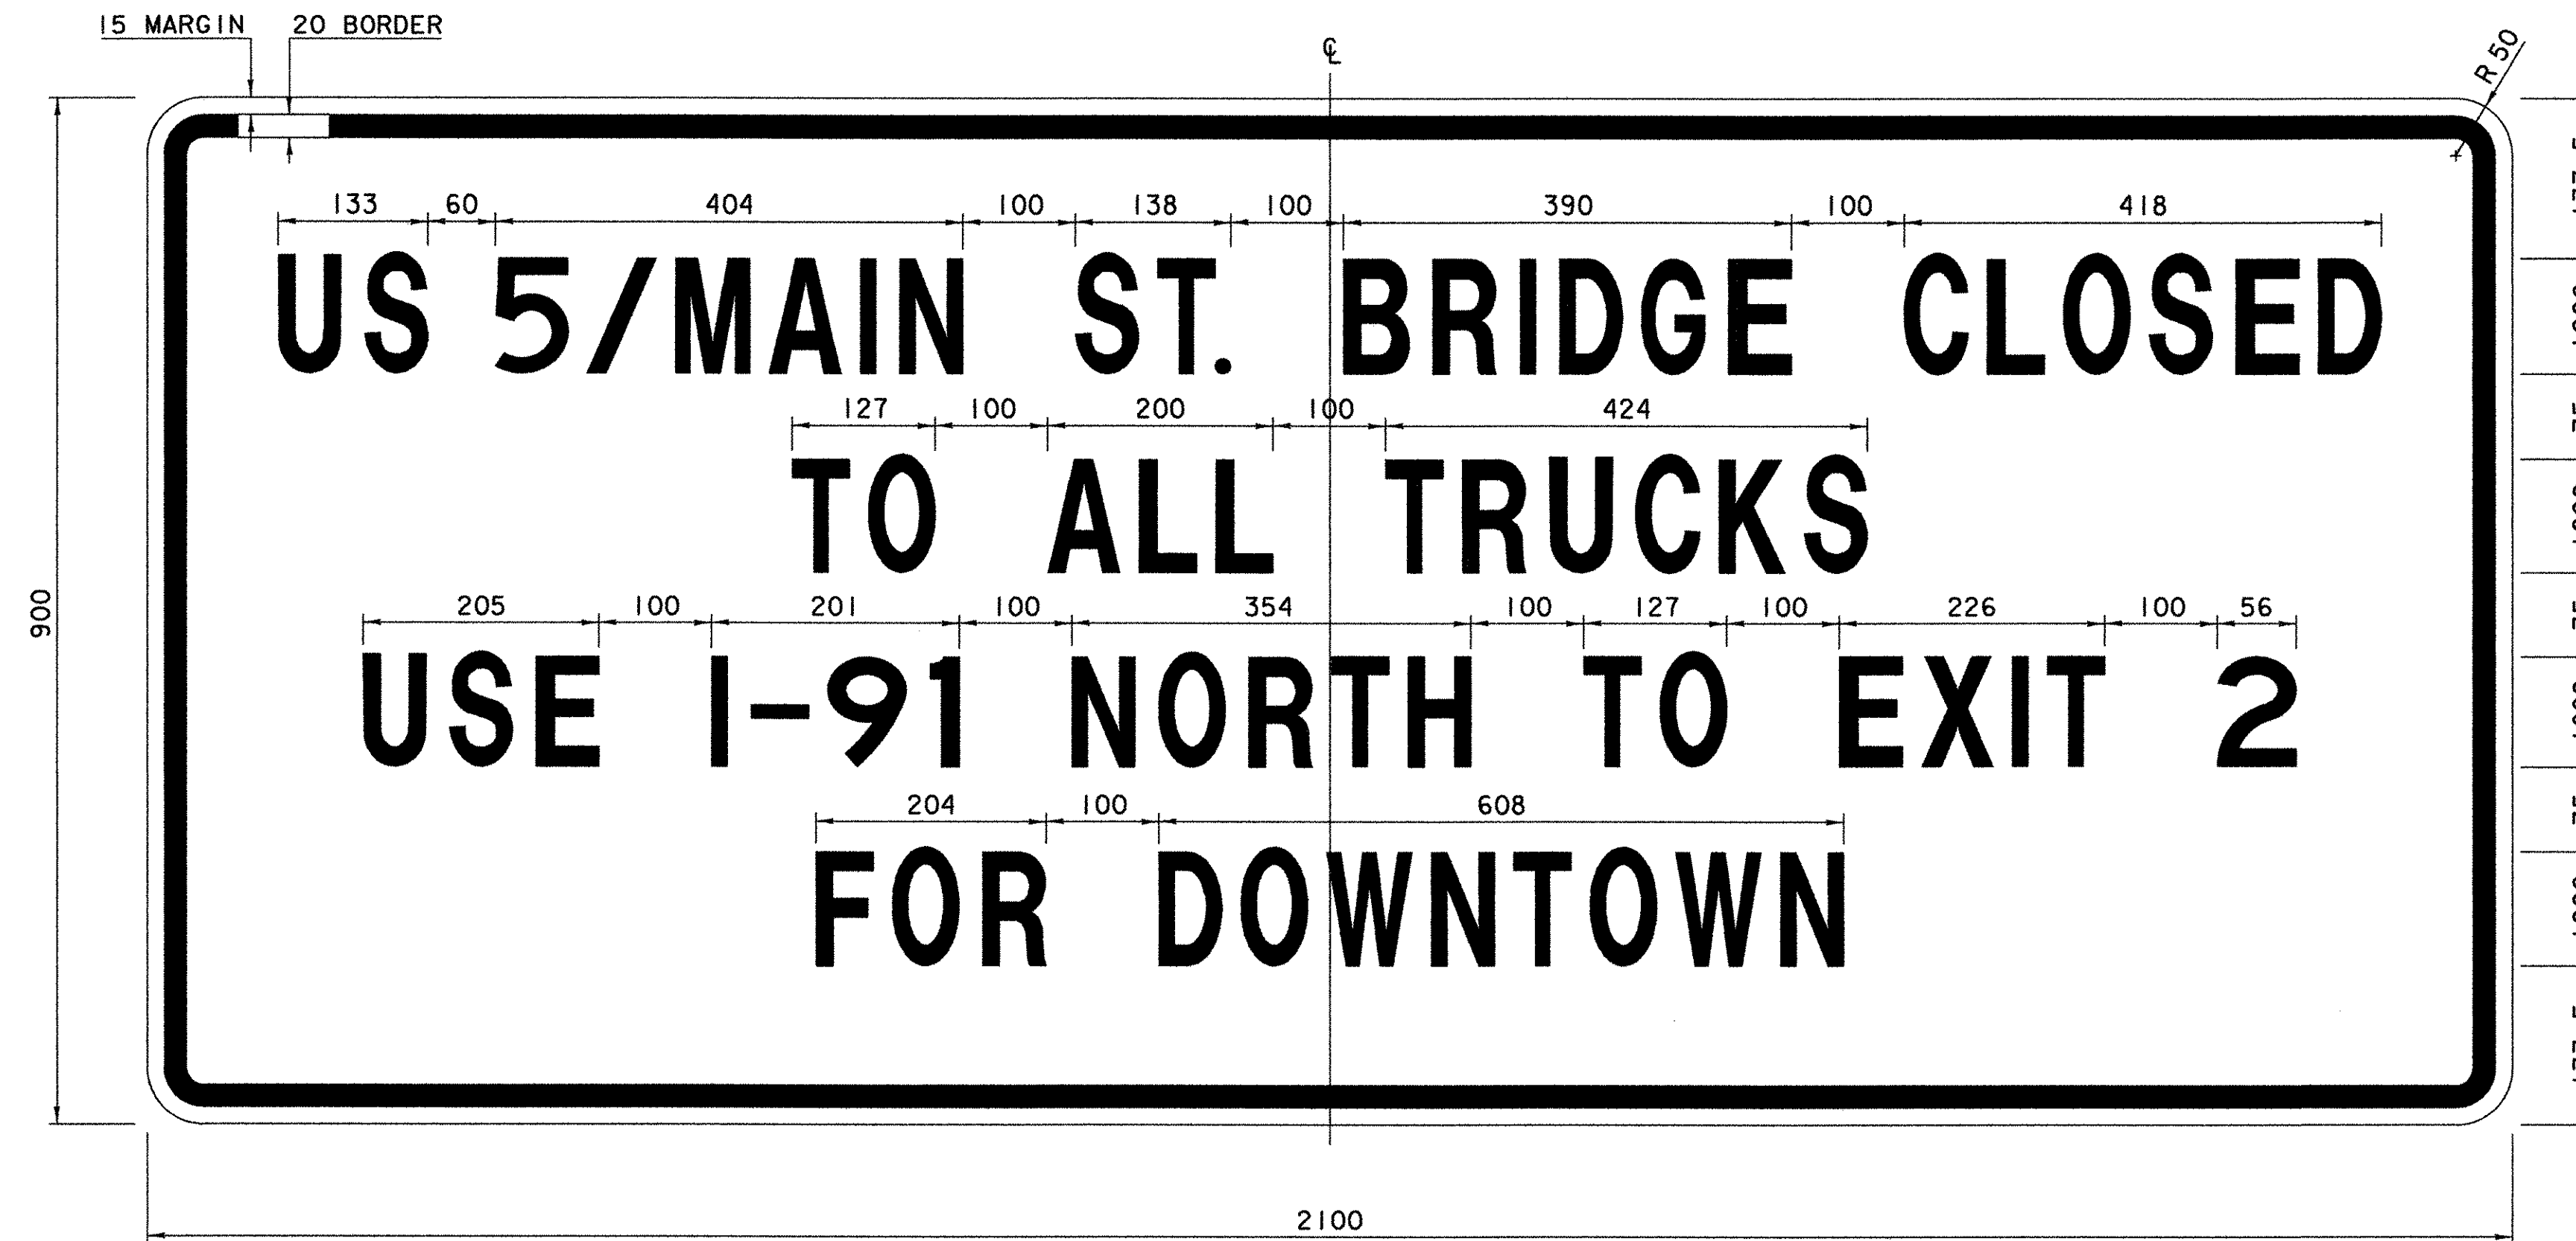 15 MARGIN 20 BORDER
℄
R 50
133 60 404 100 138 100 390 100 418
US 5/MAIN ST. BRIDGE CLOSED
127 100 200 100 424
TO ALL TRUCKS
900
205 100 201 100 354 100 127 100 226 100 56
USE I-91 NORTH TO EXIT 2
204 100 608
FOR DOWNTOWN
2100